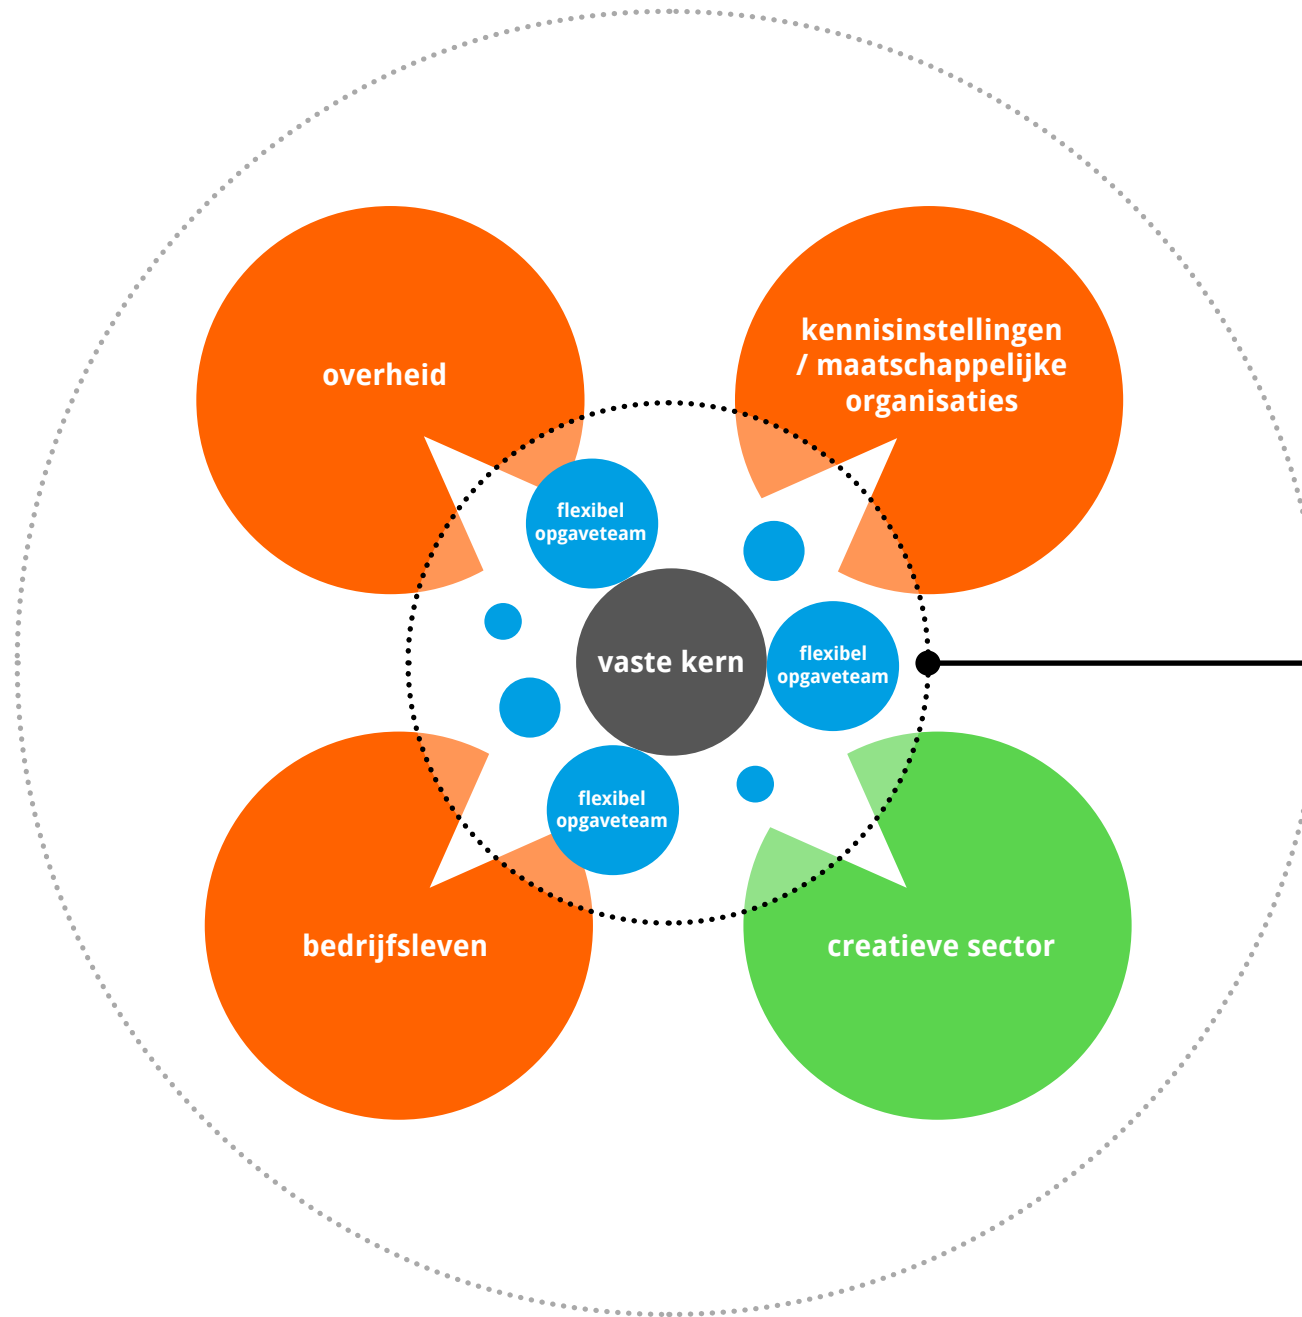 overheid
kennisinstellingen
/ maatschappelijke
organisaties
flexibel
opgaveteam
vaste kern
flexibel
opgaveteam
flexibel
opgaveteam
bedrijfsleven
creatieve sector